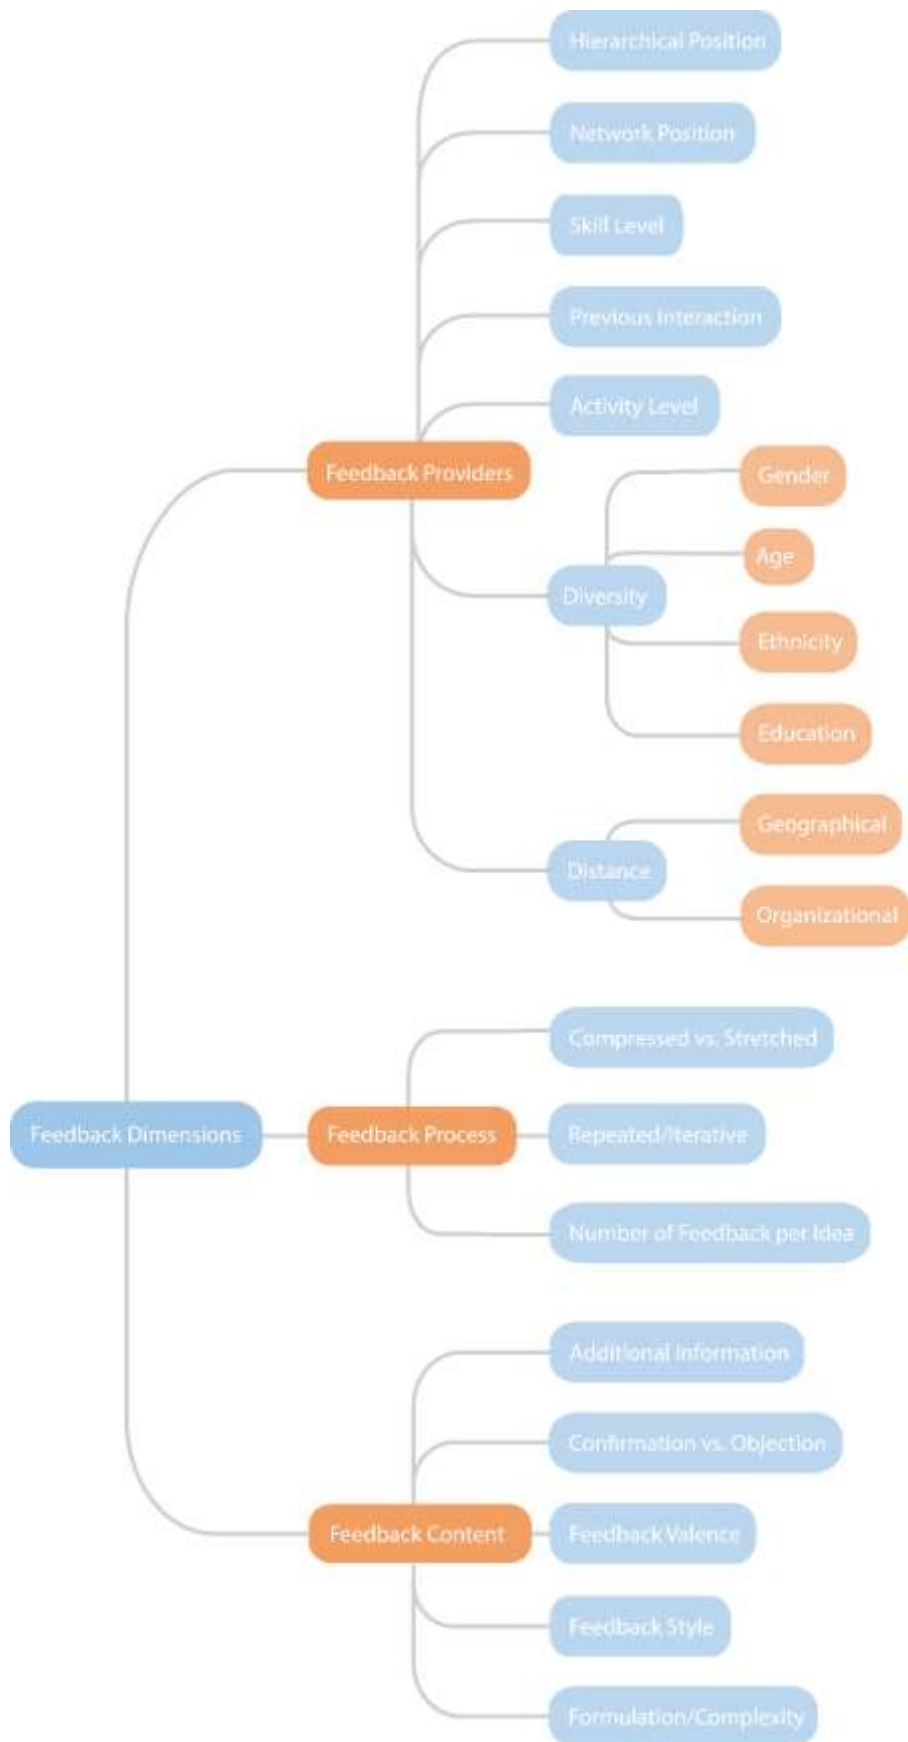 Hierarchical Position
Network Position
Skill Level
Previous Interaction
Activity Level
Feedback Providers
Gender
Age
Diversity
Ethnicity
Education
Geographical
Distance
Organizational
Compressed vs. Stretched
Feedback Dimensions
Feedback Process
Repeated/Iterative
Number of Feedback per Idea
Additional Information
Confirmation vs. Objection
Feedback Content
Feedback Valence
Feedback Style
Formulation/Complexity